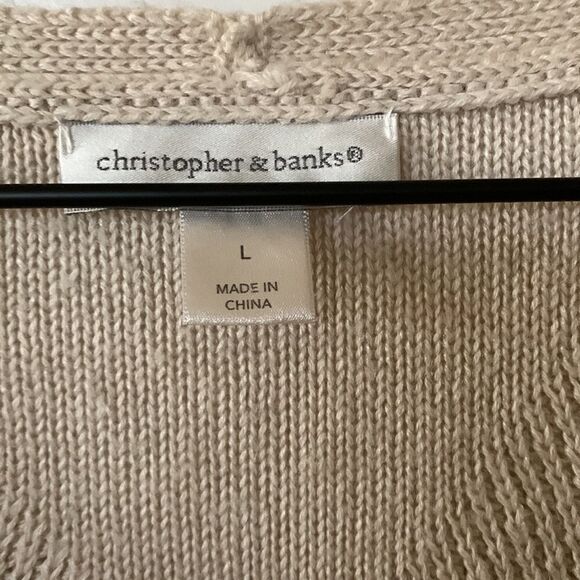 christopher & banks®
L
MADE IN
CHINA